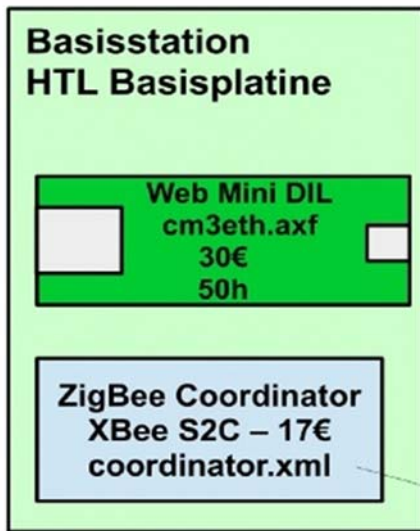 Basisstation
HTL Basisplatine
Web Mini DIL
cm3eth.axf
30€
50h
ZigBee Coordinator
XBee S2C – 17€
coordinator.xml